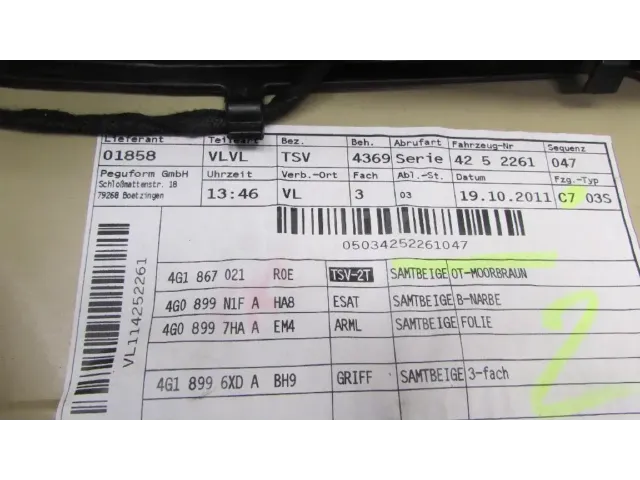 Lieferant Teileart Bez. Beh. Abrufart Fahrzeug-Nr Sequenz
01858 VLVL TSV 4369 Serie 42 5 2261 047
Peguform GmbH Uhrzeit Verb.-Ort Fach Abl.-St. Datum Fzg.-Typ
Schloßmattenstr. 18
79268 Boetzingen 13:46 VL 3 03 19.10.2011 C7 03S
05034252261047
VL114252261
4G1 867 021 R0E TSV-2T SAMTBEIGE OT-MOORBRAUN
4G0 899 N1F A HA8 ESAT SAMTBEIGE B-NARBE
4G0 899 7HA A EM4 ARML SAMTBEIGE FOLIE
4G1 899 6XD A BH9 GRIFF SAMTBEIGE 3-fach
2